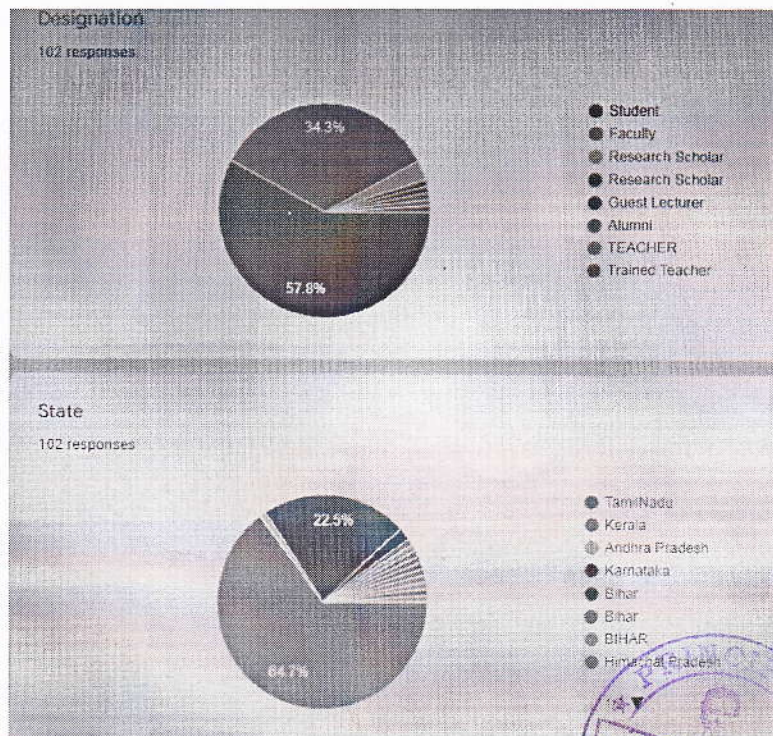 Designation
102 responses
34.3%
57.8%
Student
Faculty
Research Scholar
Research Scholar
Guest Lecturer
Alumni
TEACHER
Trained Teacher
State
102 responses
22.5%
64.7%
TamilNadu
Kerala
Andhra Pradesh
Karnataka
Bihar
Bihar
BIHAR
Himachal Pradesh